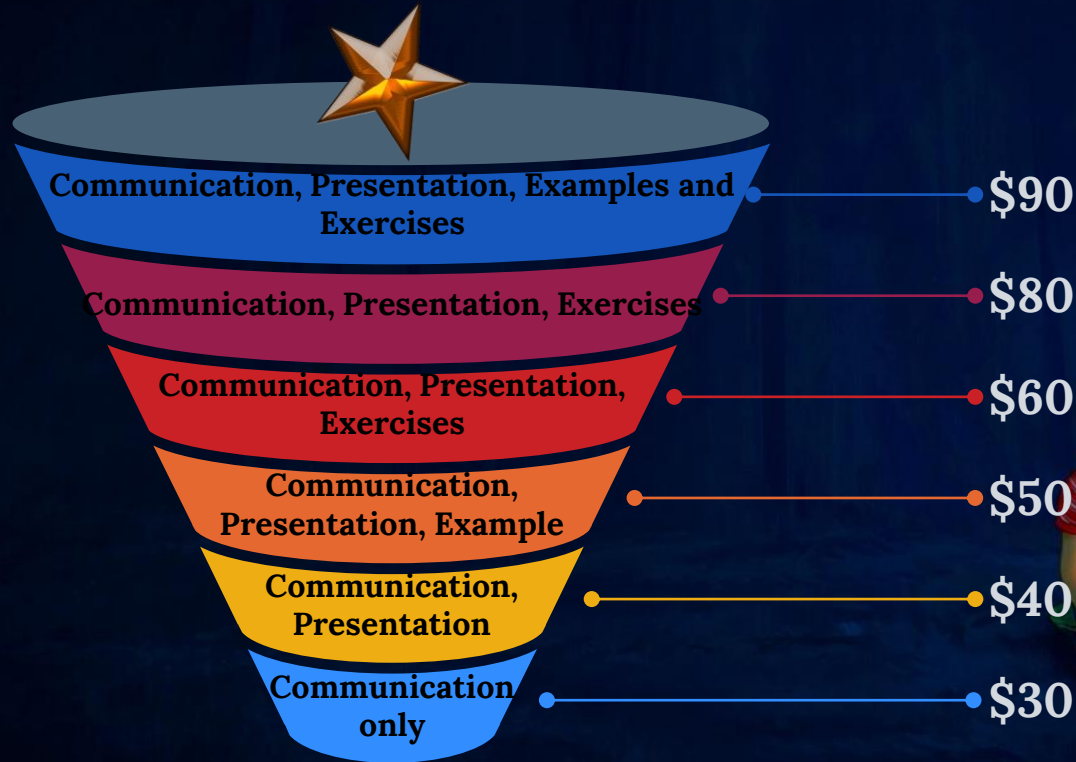 Communication, Presentation, Examples and
Exercises
$90
Communication, Presentation, Exercises
$80
Communication, Presentation,
Exercises
$60
Communication,
Presentation, Example
$50
Communication,
Presentation
$40
Communication
only
$30